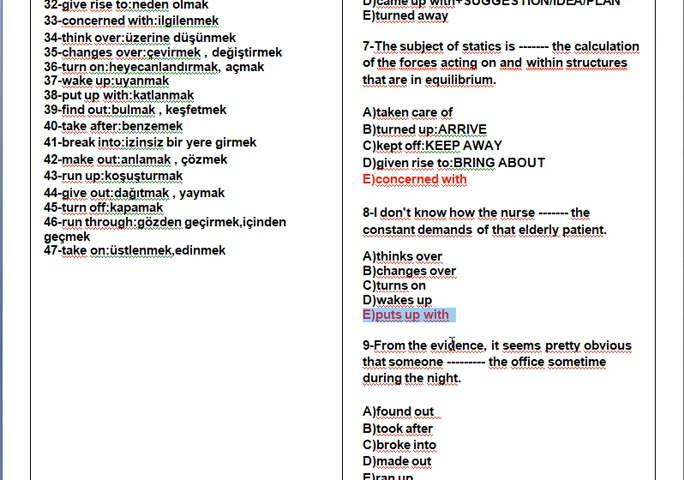 32-give rise to:neden olmak
33-concerned with:ilgilenmek
34-think over:üzerine düşünmek
35-changes over:çevirmek , değiştirmek
36-turn on:heyecanlandırmak, açmak
37-wake up:uyanmak
38-put up with:katlanmak
39-find out:bulmak , keşfetmek
40-take after:benzemek
41-break into:izinsiz bir yere girmek
42-make out:anlamak , çözmek
43-run up:koşuşturmak
44-give out:dağıtmak , yaymak
45-turn off:kapamak
46-run through:gözden geçirmek,içinden
geçmek
47-take on:üstlenmek,edinmek
D)came up with+SUGGESTION/IDEA/PLAN
E)turned away
7-The subject of statics is ------- the calculation
of the forces acting on and within structures
that are in equilibrium.
A)taken care of
B)turned up:ARRIVE
C)kept off:KEEP AWAY
D)given rise to:BRING ABOUT
E)concerned with
8-I don't know how the nurse ------- the
constant demands of that elderly patient.
A)thinks over
B)changes over
C)turns on
D)wakes up
E)puts up with
9-From the evidence, it seems pretty obvious
that someone --------- the office sometime
during the night.
A)found out
B)took after
C)broke into
D)made out
E)ran up